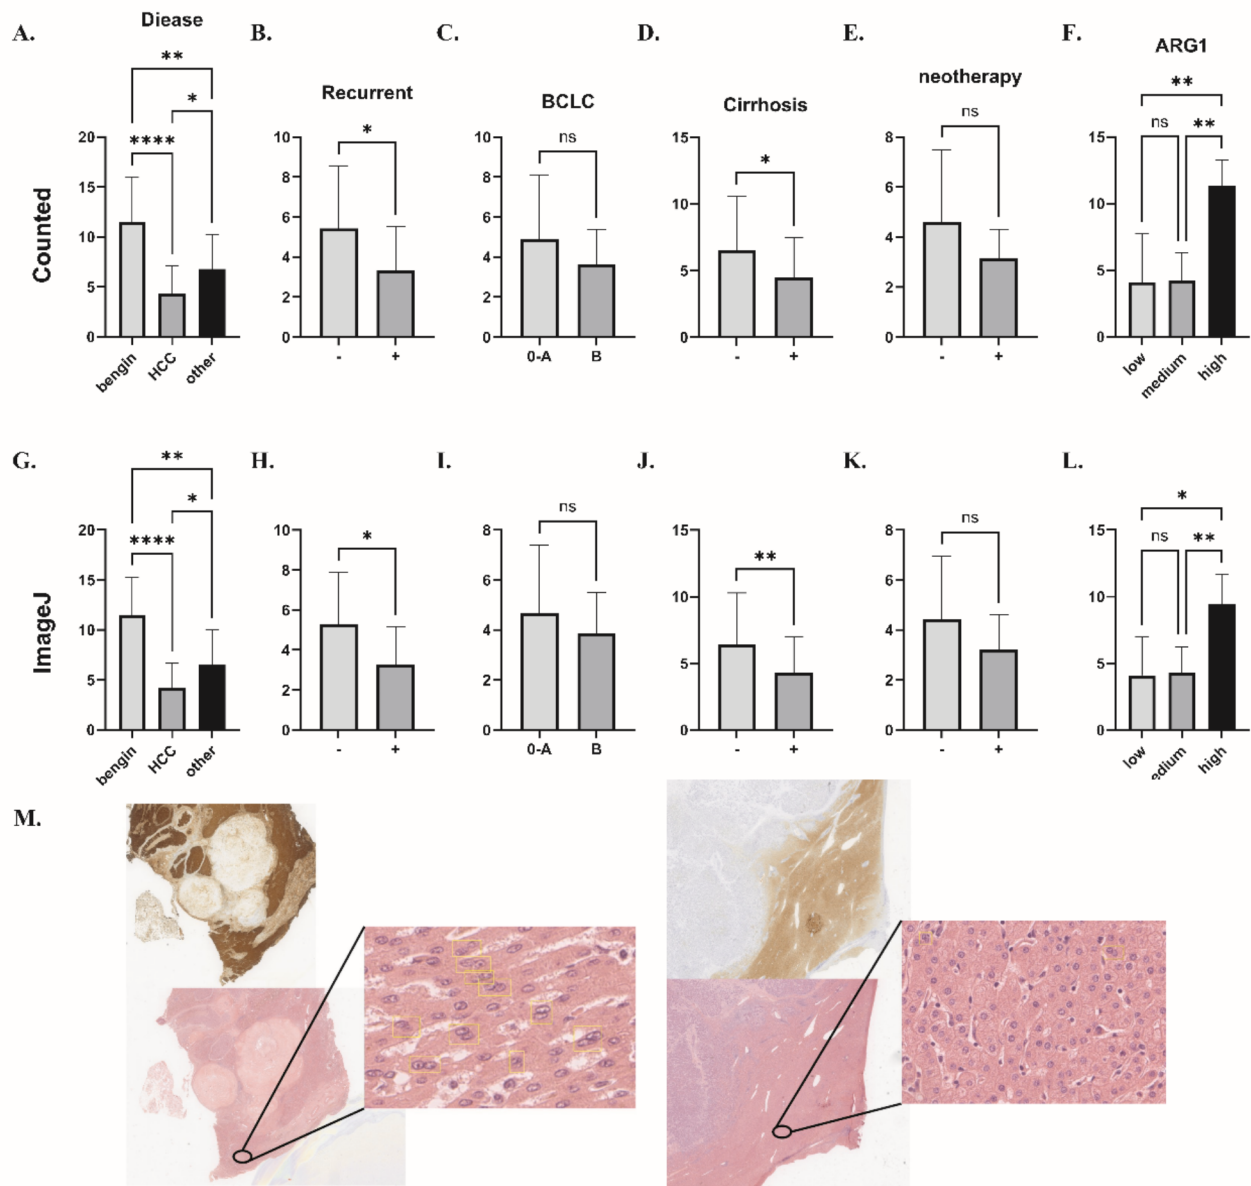 A.
Diease
B.
C.
D.
E.
F.
Recurrent
BCLC
Cirrhosis
neotherapy
ARG1
**
*
****
*
ns
*
ns
**
ns
**
Counted
20
15
10
5
0
bengin
HCC
other
10
8
6
4
2
0
-
+
10
8
6
4
2
0
0-A
B
15
10
5
0
-
+
8
6
4
2
0
-
+
15
10
5
0
low
medium
high
G.
H.
I.
J.
K.
L.
**
*
****
*
ns
**
ns
*
ns
**
ImageJ
20
15
10
5
0
bengin
HCC
other
10
8
6
4
2
0
-
+
8
6
4
2
0
0-A
B
15
10
5
0
-
+
8
6
4
2
0
-
+
15
10
5
0
low
edium
high
M.